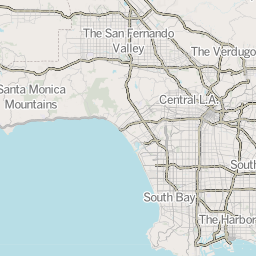 The San Fernando
Valley
The Verdugo
Santa Monica
Mountains
Central L.A.
South
South Bay
The Harbor